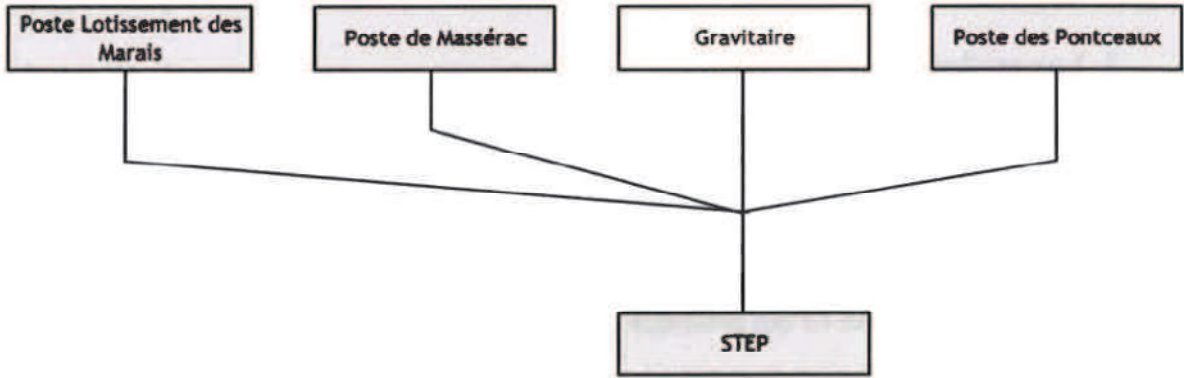 Poste Lotissement des
Marais
Poste de Massérac
Gravitaire
Poste des Pontceaux
STEP